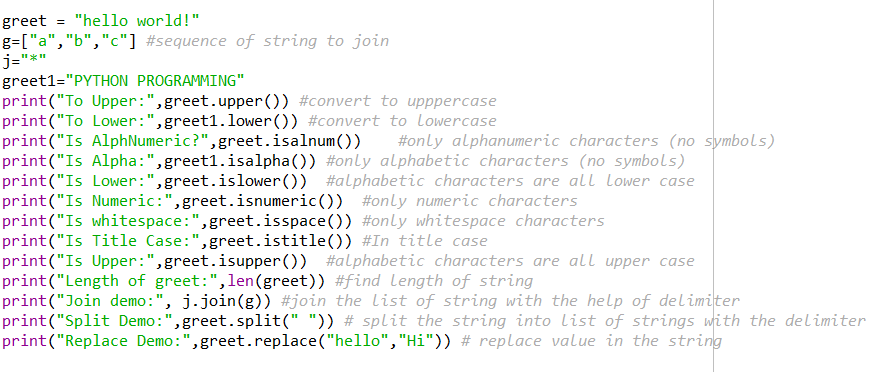 greet = "hello world!"
g=["a","b","c"] #sequence of string to join
j="*"
greet1="PYTHON PROGRAMMING"
print("To Upper:",greet.upper()) #convert to upppercase
print("To Lower:",greet1.lower()) #convert to lowercase
print("Is AlphNumeric?",greet.isalnum())    #only alphanumeric characters (no symbols)
print("Is Alpha:",greet1.isalpha()) #only alphabetic characters (no symbols)
print("Is Lower:",greet.islower())  #alphabetic characters are all lower case
print("Is Numeric:",greet.isnumeric())  #only numeric characters
print("Is whitespace:",greet.isspace()) #only whitespace characters
print("Is Title Case:",greet.istitle()) #In title case
print("Is Upper:",greet.isupper())  #alphabetic characters are all upper case
print("Length of greet:",len(greet)) #find length of string
print("Join demo:", j.join(g)) #join the list of string with the help of delimiter
print("Split Demo:",greet.split(" ")) # split the string into list of strings with the delimiter
print("Replace Demo:",greet.replace("hello","Hi")) # replace value in the string